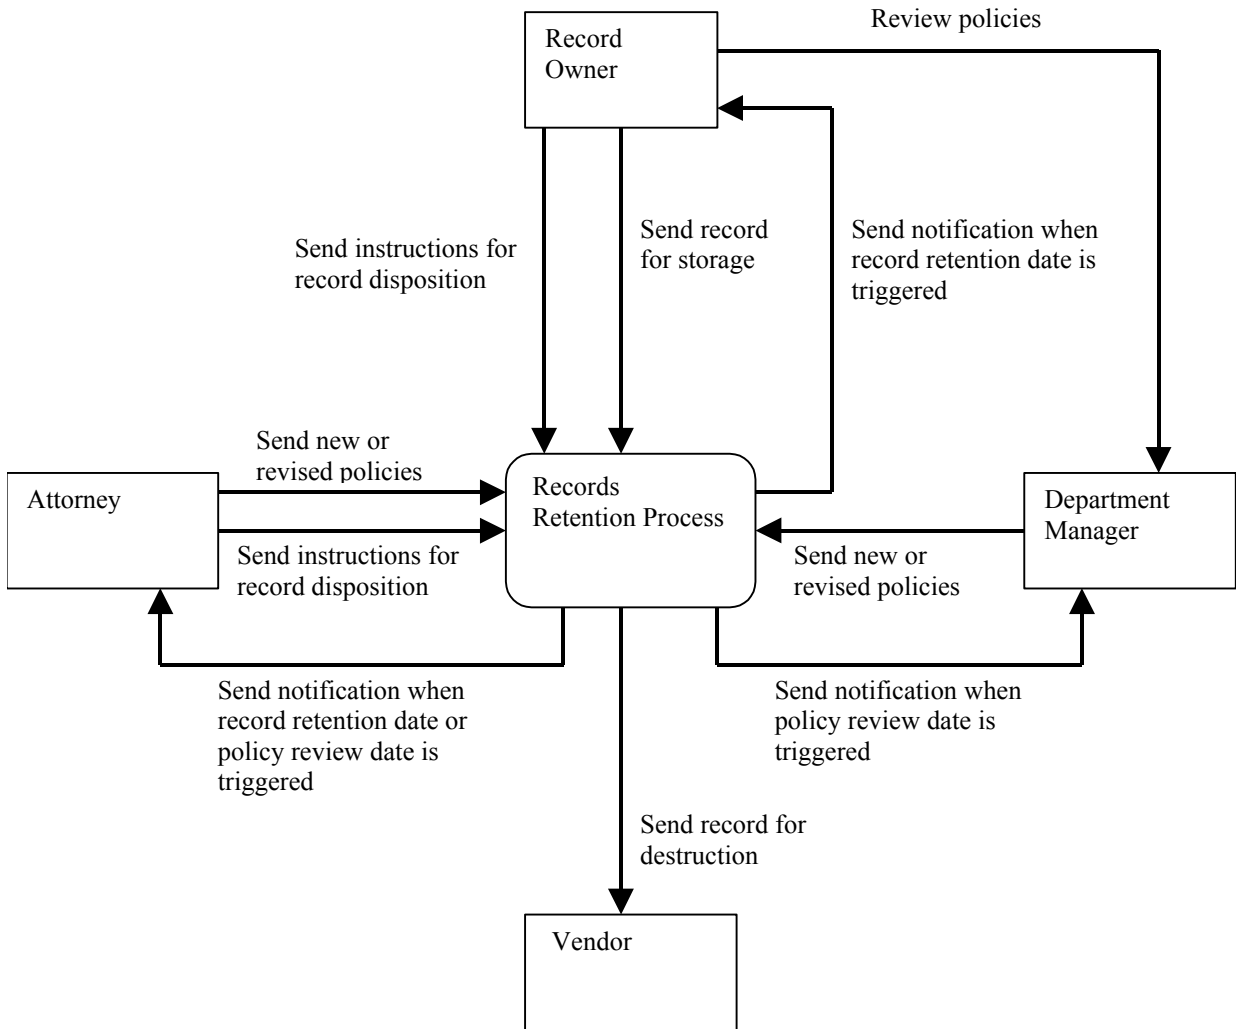 Review policies
Record
Owner
Send instructions for
record disposition
Send record
for storage
Send notification when
record retention date is
triggered
Send new or
revised policies
Attorney
Records
Retention Process
Department
Manager
Send instructions for
record disposition
Send new or
revised policies
Send notification when
record retention date or
policy review date is
triggered
Send notification when
policy review date is
triggered
Send record for
destruction
Vendor